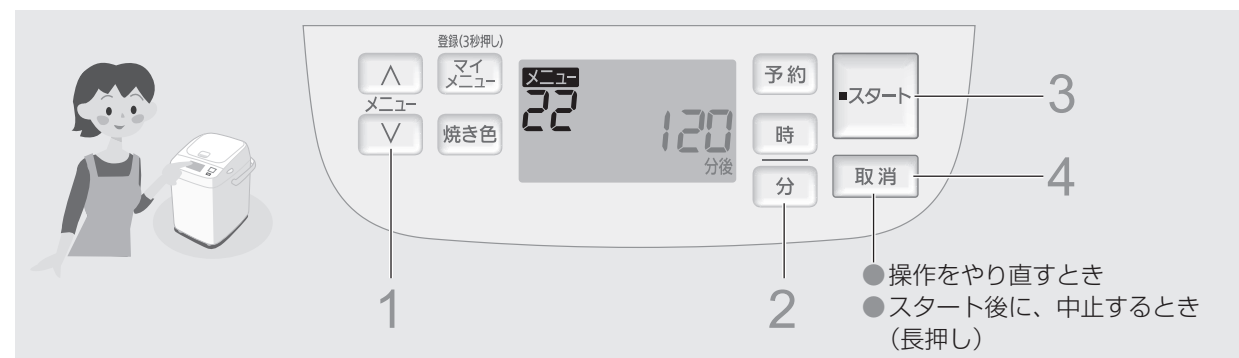 登録(3秒押し)
∧
マイ
メニュー
メニュー
∨
焼き色
メニュー
22
120
分後
予約
時
分
■スタート
取消
1
2
3
4
●操作をやり直すとき
●スタート後に、中止するとき
(長押し)